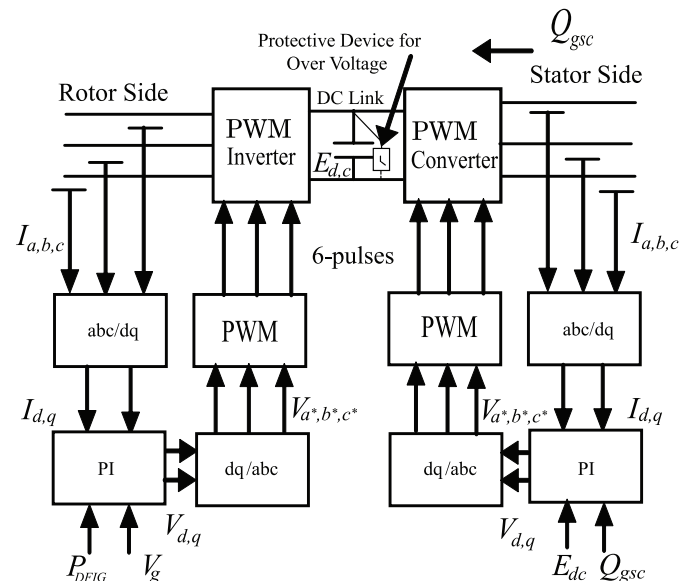 Protective Device for
Over Voltage
Q_gsc
Rotor Side
Stator Side
DC Link
PWM
Inverter
E_d,c
PWM
Converter
I_a,b,c
I_a,b,c
6-pulses
abc/dq
PWM
PWM
abc/dq
I_d,q
V_a*,b*,c*
V_a*,b*,c*
I_d,q
PI
dq/abc
dq/abc
PI
V_d,q
V_d,q
P_DFIG
V_g
E_dc
Q_gsc